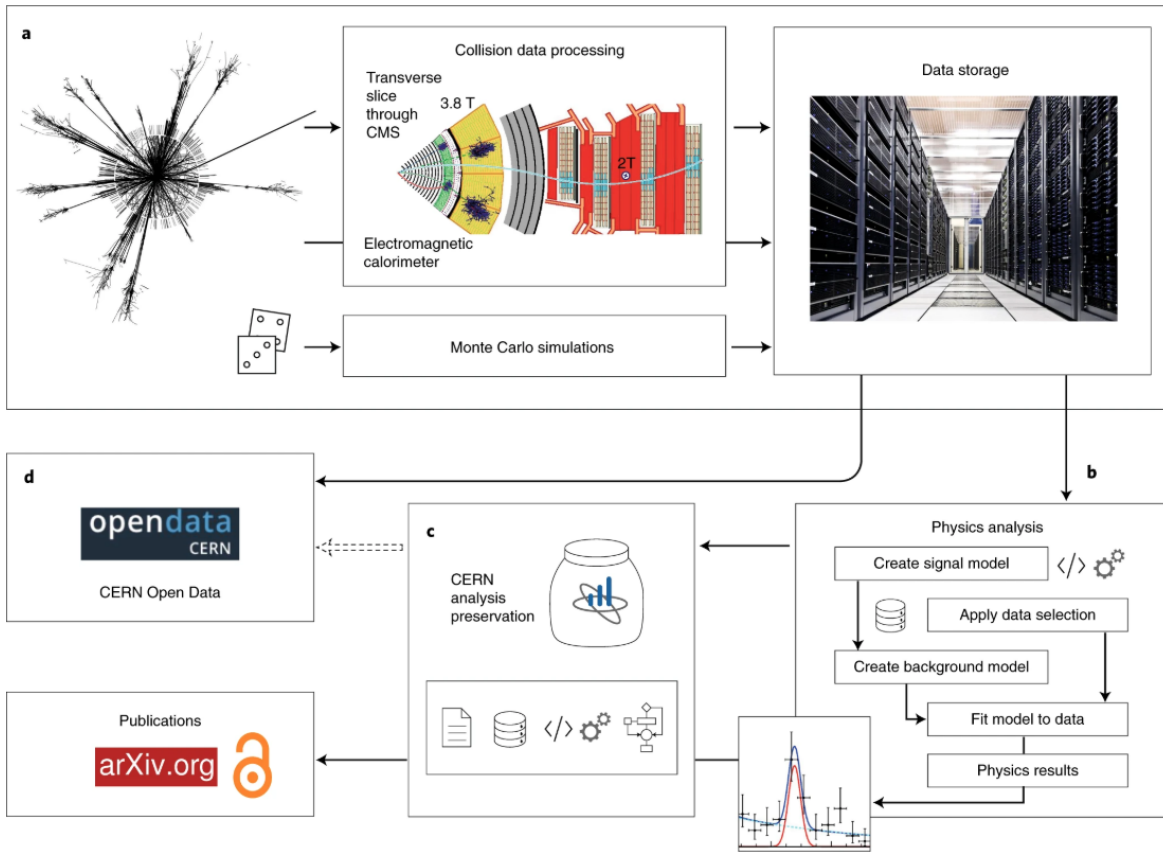 a
Collision data processing
Transverse
slice
through
CMS
3.8 T
2T
Electromagnetic
calorimeter
Data storage
Monte Carlo simulations
d
opendata
CERN
CERN Open Data
Publications
arXiv.org
c
CERN
analysis
preservation
</>
b
Physics analysis
Create signal model
</>
Apply data selection
Create background model
Fit model to data
Physics results